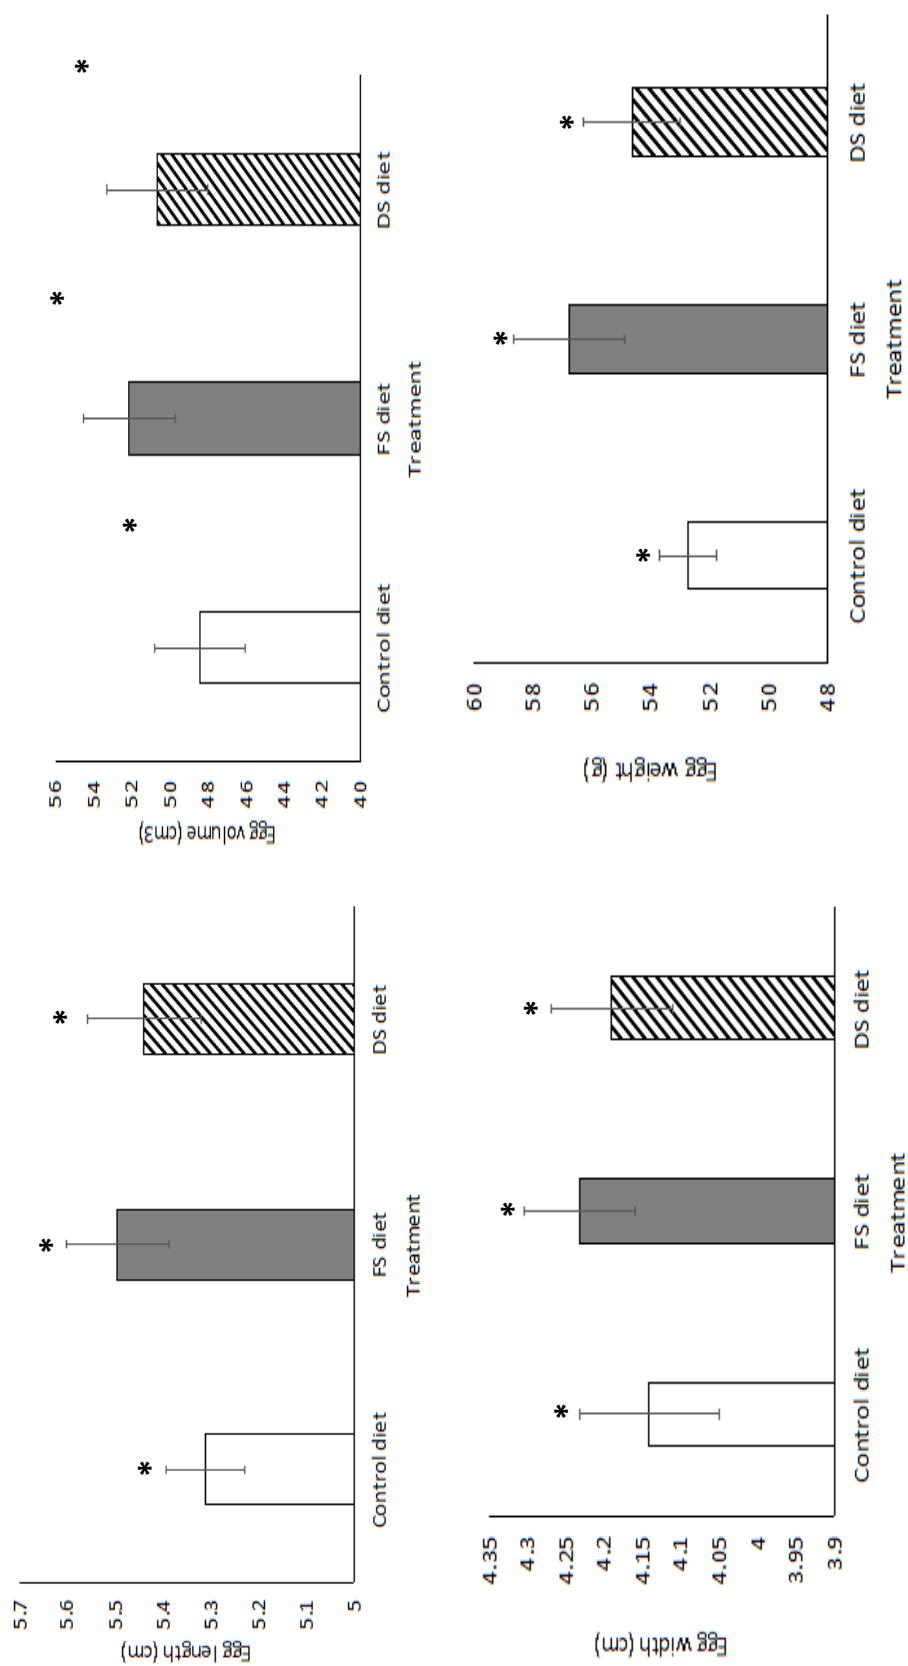 5.7
5.6
5.5
5.4
5.3
5.2
5.1
5
Egg length (cm)
*
*
*
Control diet
FS diet
DS diet
Treatment
56
54
52
50
48
46
44
42
40
Egg volume (cm3)
*
*
*
Control diet
FS diet
DS diet
Treatment
4.35
4.3
4.25
4.2
4.15
4.1
4.05
4
3.95
3.9
Egg width (cm)
*
*
*
Control diet
FS diet
DS diet
Treatment
60
58
56
54
52
50
48
Egg weight (g)
*
*
*
Control diet
FS diet
DS diet
Treatment